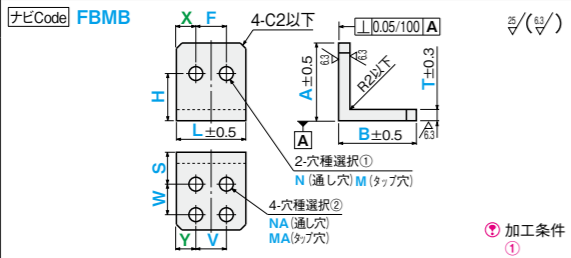 ナビCode FBMB
X F 4-C2以下
⊥ 0.05/100 A
25/(6.3/)
H
L±0.5
A±0.5
6.3
6.3
R2以下
T±0.3
A
B±0.5
6.3
2-穴種選択①
N (通し穴) M (タップ穴)
S
W
4-穴種選択②
NA (通し穴)
MA (タップ穴)
Y V
加工条件
①